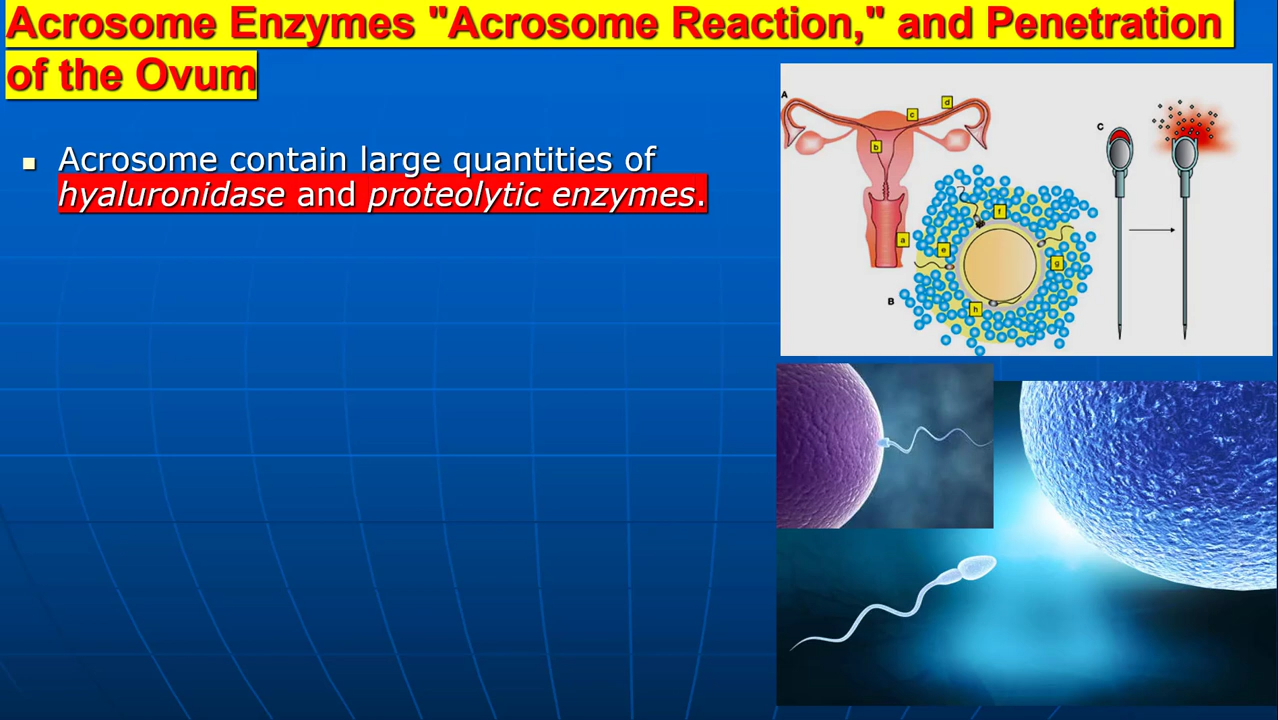 Acrosome Enzymes "Acrosome Reaction," and Penetration
of the Ovum
Acrosome contain large quantities of
hyaluronidase and proteolytic enzymes.
A
d
c
b
a
C
f
e
g
B
h